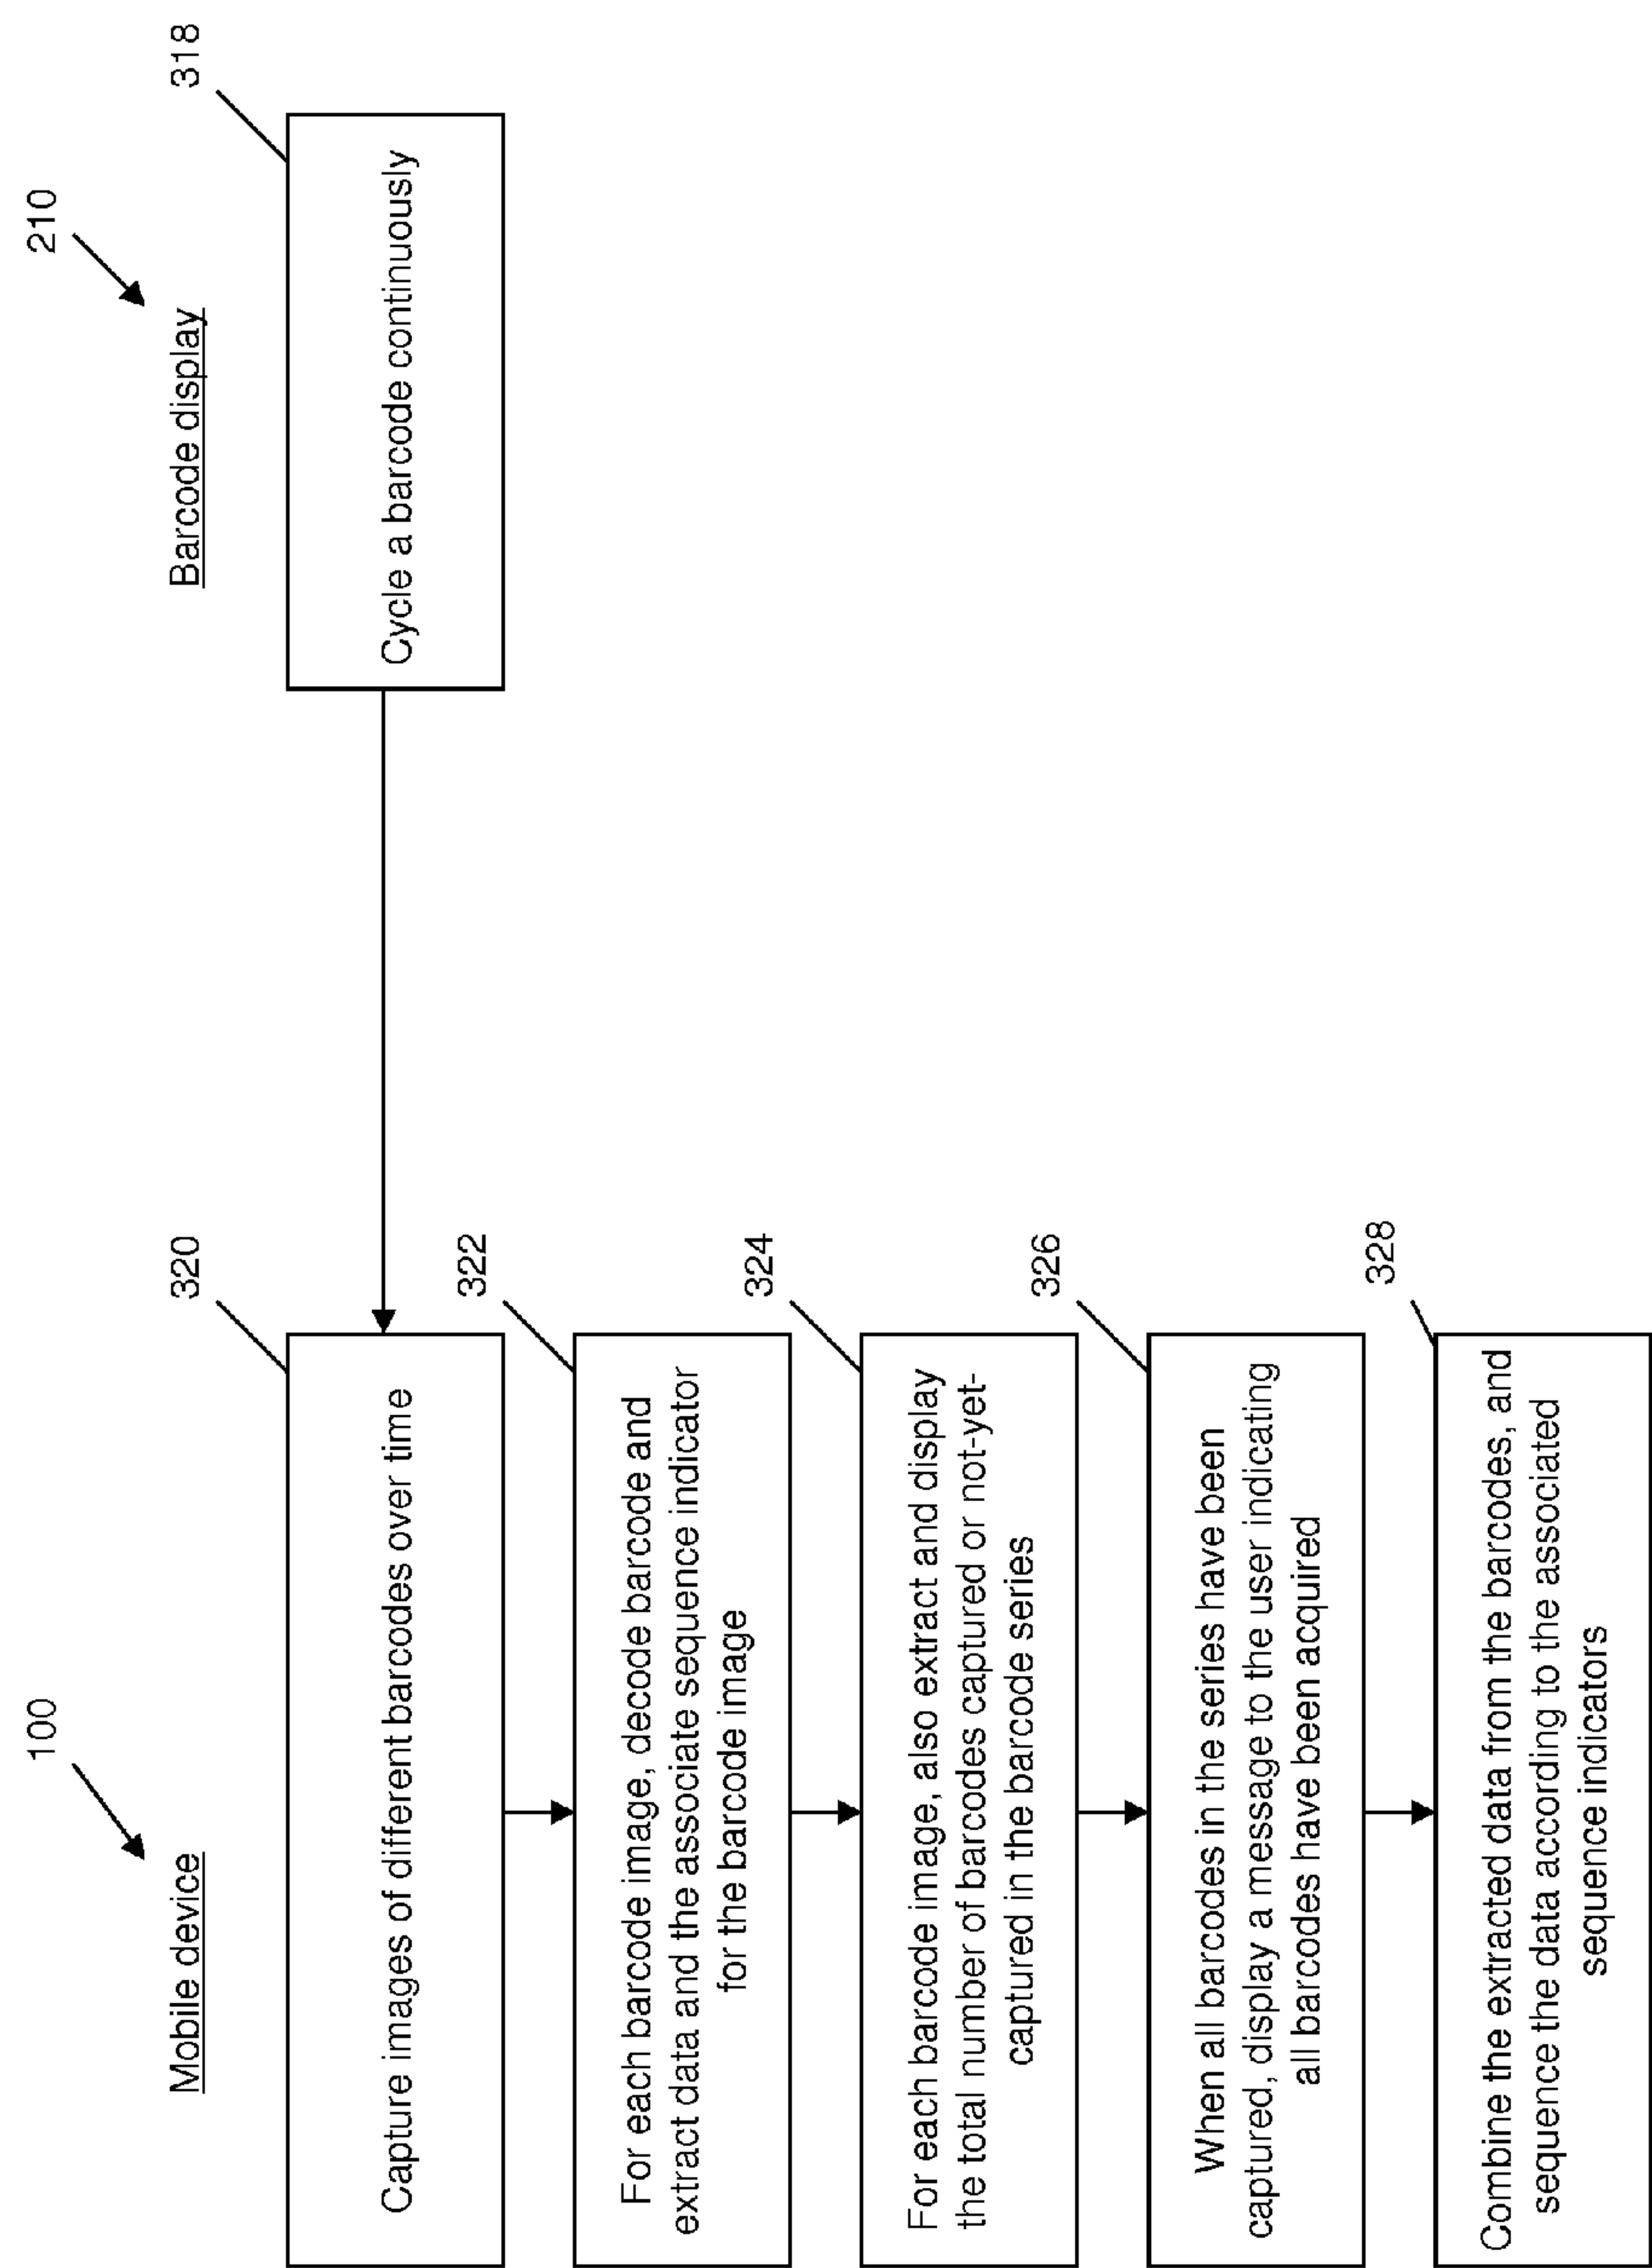 100
Mobile device
210
Barcode display
318
Cycle a barcode continuously
320
Capture images of different barcodes over time
322
For each barcode image, decode barcode and
extract data and the associate sequence indicator
for the barcode image
324
For each barcode image, also extract and display
the total number of barcodes captured or not-yet-
captured in the barcode series
326
When all barcodes in the series have been
captured, display a message to the user indicating
all barcodes have been acquired
328
Combine the extracted data from the barcodes, and
sequence the data according to the associated
sequence indicators